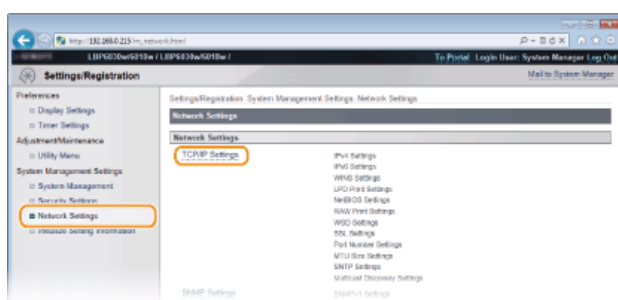 http://192.168.0.215/m_network.html
LBP6030w/6018w / LBP6030w/6018w /
To Portal Login User: System Manager Log Out
Settings/Registration
Mail to System Manager
Preferences
Settings/Registration: System Management Settings: Network Settings
Display Settings
Network Settings
Timer Settings
Adjustment/Maintenance
Network Settings
Utility Menu
TCP/IP Settings
IPv4 Settings
System Management Settings
IPv6 Settings
System Management
WINS Settings
Security Settings
LPD Print Settings
Network Settings
NetBIOS Settings
Initialize Setting Information
RAW Print Settings
WSD Settings
SSL Settings
Port Number Settings
MTU Size Settings
SNTP Settings
Multicast Discovery Settings
SNMP Settings
SNMPv1 Settings